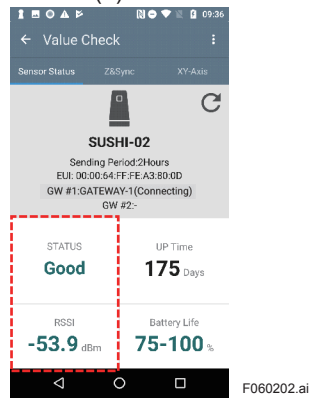 09:36
Value Check
Sensor Status Z&Sync XY-Axis
SUSHI-02
Sending Period:2Hours
EUI: 00:00:64:FF:FE:A3:80:0D
GW #1:GATEWAY-1(Connecting)
GW #2:-
STATUS
Good
UP Time
175 Days
RSSI
-53.9 dBm
Battery Life
75-100 %
F060202.ai